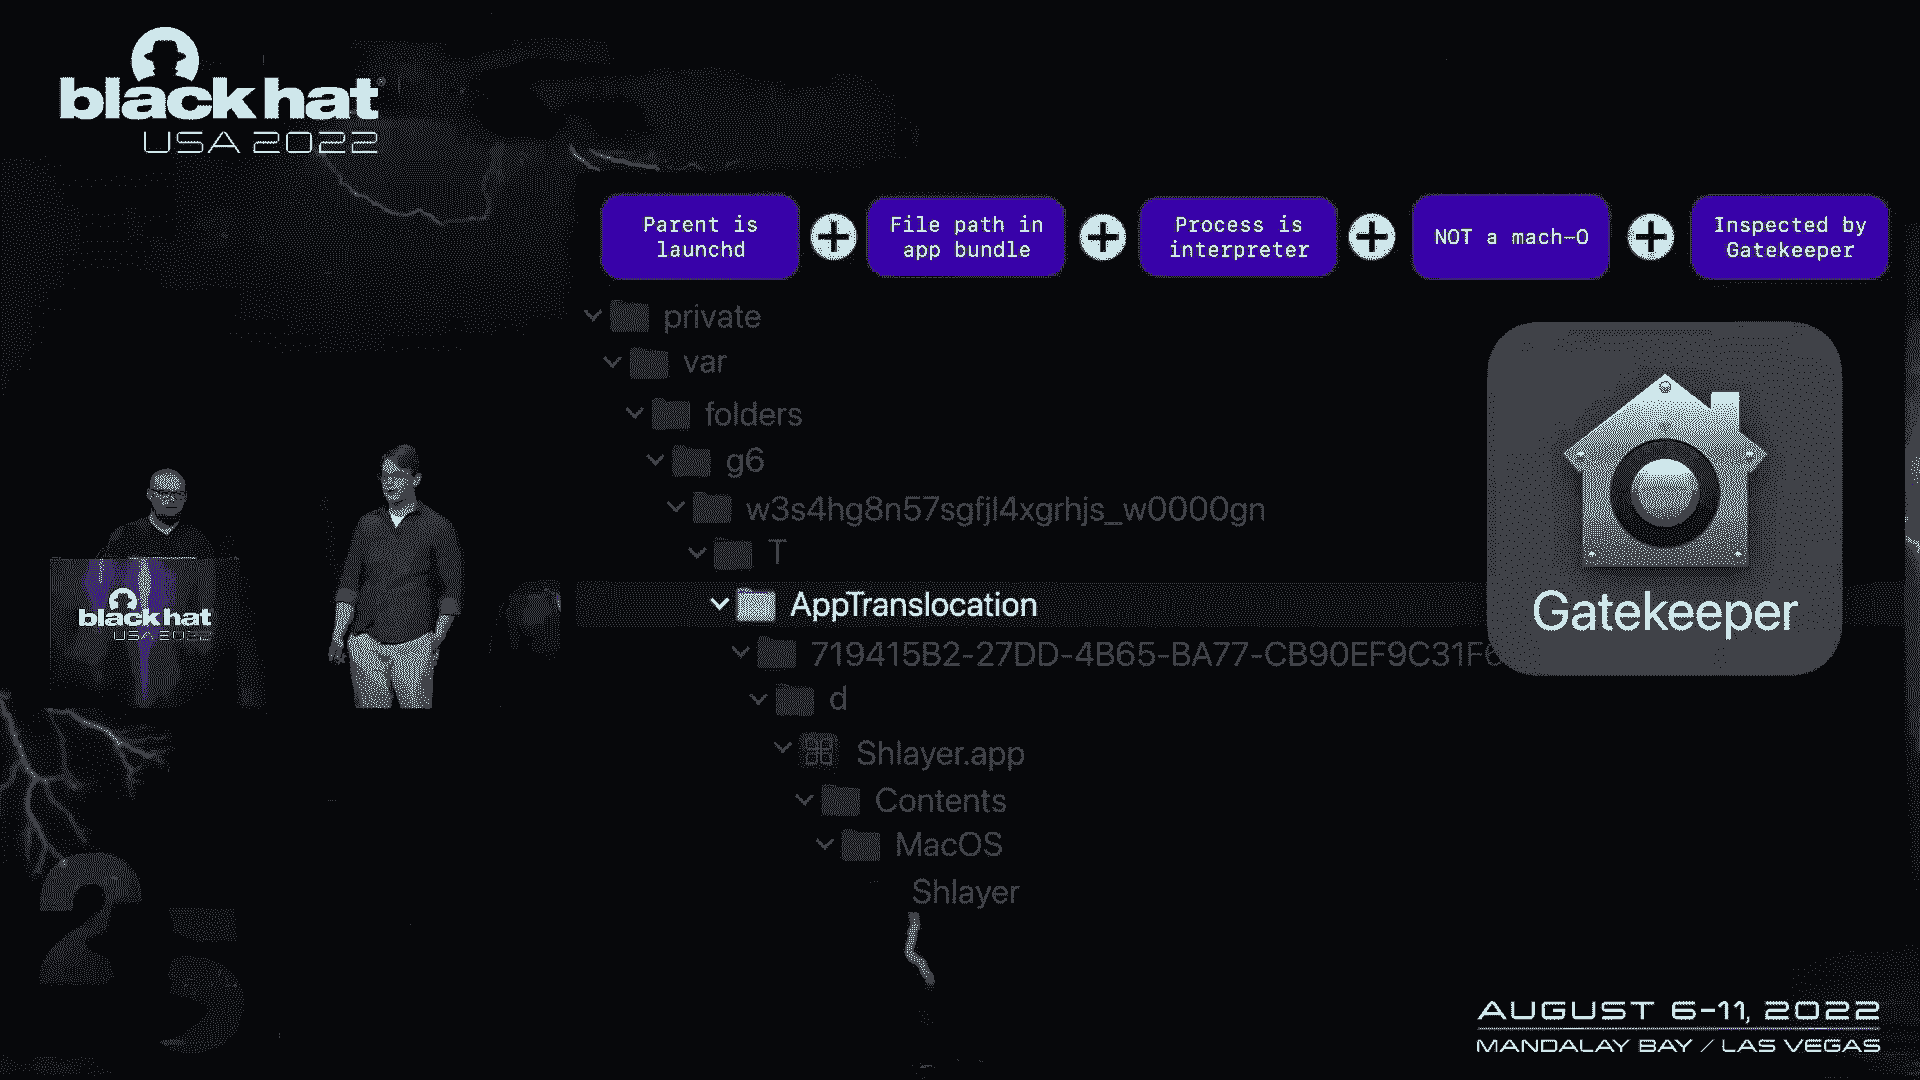 black hat®
USA 2022
Parent is
launchd
File path in
app bundle
Process is
interpreter
NOT a mach-O
Inspected by
Gatekeeper
private
var
folders
g6
w3s4hg8n57sgfjl4xgrhjs_w0000gn
T
AppTranslocation
719415B2-27DD-4B65-BA77-CB90EF9C31F6
d
Shlayer.app
Contents
MacOS
Shlayer
Gatekeeper
black hat
USA 2022
25
AUGUST 6-11, 2022
MANDALAY BAY / LAS VEGAS